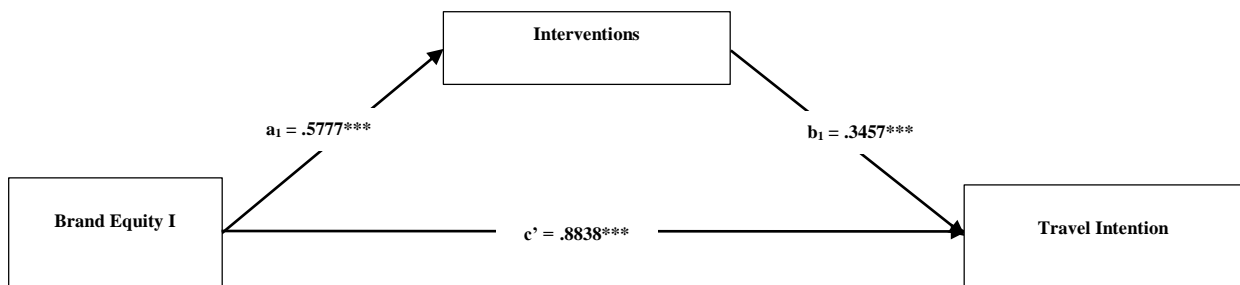 Interventions
a₁ = .5777***
b₁ = .3457***
Brand Equity I
c’ = .8838***
Travel Intention